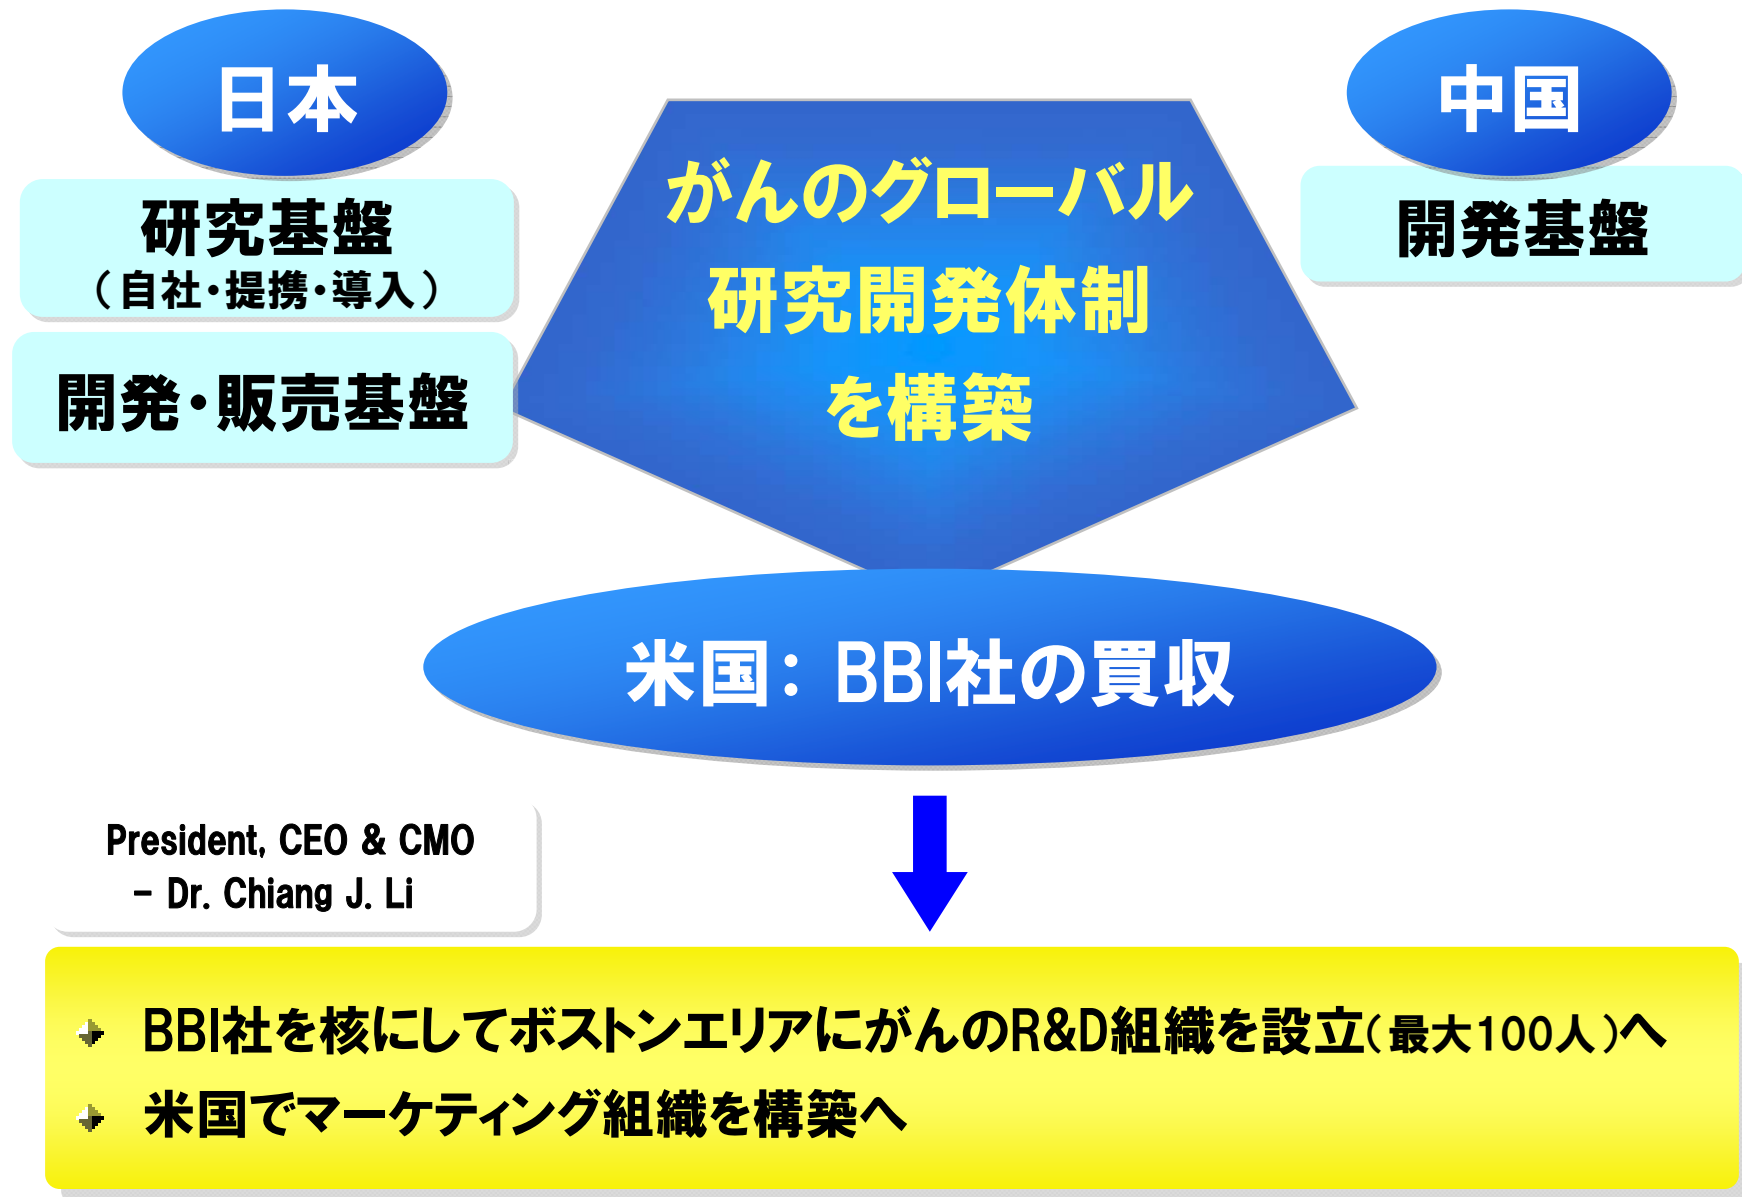 日本
研究基盤
（自社・提携・導入）
開発・販売基盤
がんのグローバル
研究開発体制
を構築
中国
開発基盤
米国：BBI社の買収
President, CEO & CMO
– Dr. Chiang J. Li
BBI社を核にしてボストンエリアにがんのR&D組織を設立（最大100人）へ
米国でマーケティング組織を構築へ